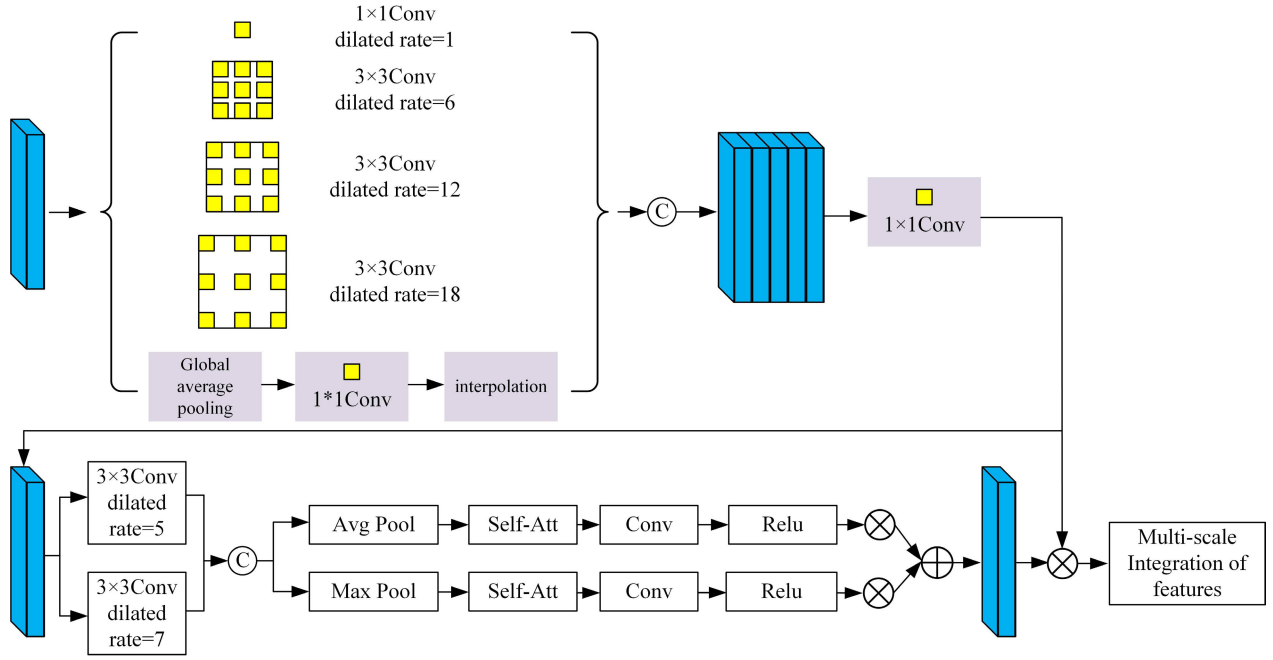 1×1Conv
dilated rate=1
3×3Conv
dilated rate=6
3×3Conv
dilated rate=12
3×3Conv
dilated rate=18
Global
average
pooling
1*1Conv
interpolation
C
1×1Conv
3×3Conv
dilated
rate=5
3×3Conv
dilated
rate=7
C
Avg Pool
Self-Att
Conv
Relu
Max Pool
Self-Att
Conv
Relu
Multi-scale
Integration of
features